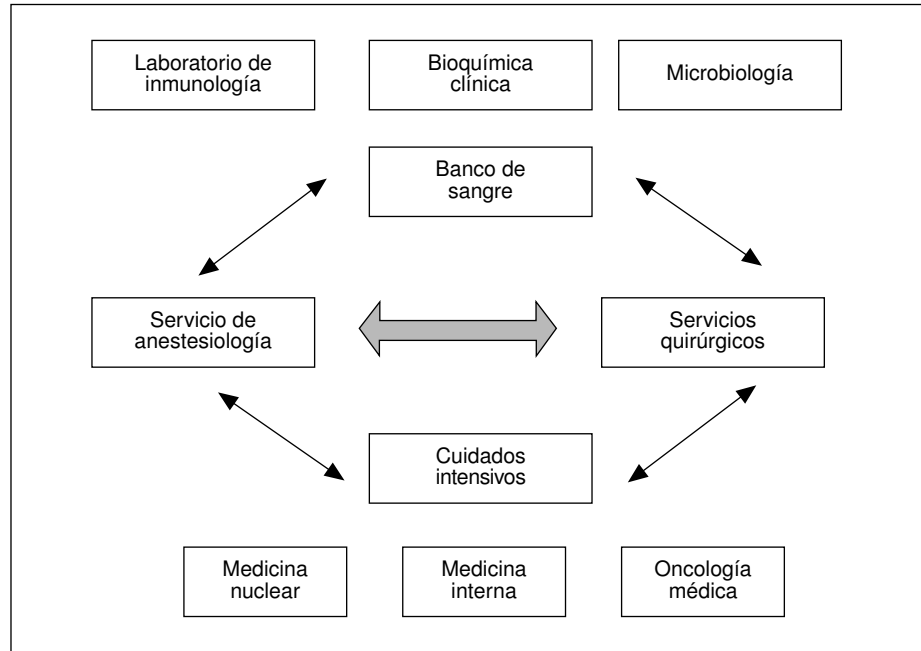 Laboratorio de
inmunología
Bioquímica
clínica
Microbiología
Banco de
sangre
Servicio de
anestesiología
Servicios
quirúrgicos
Cuidados
intensivos
Medicina
nuclear
Medicina
interna
Oncología
médica